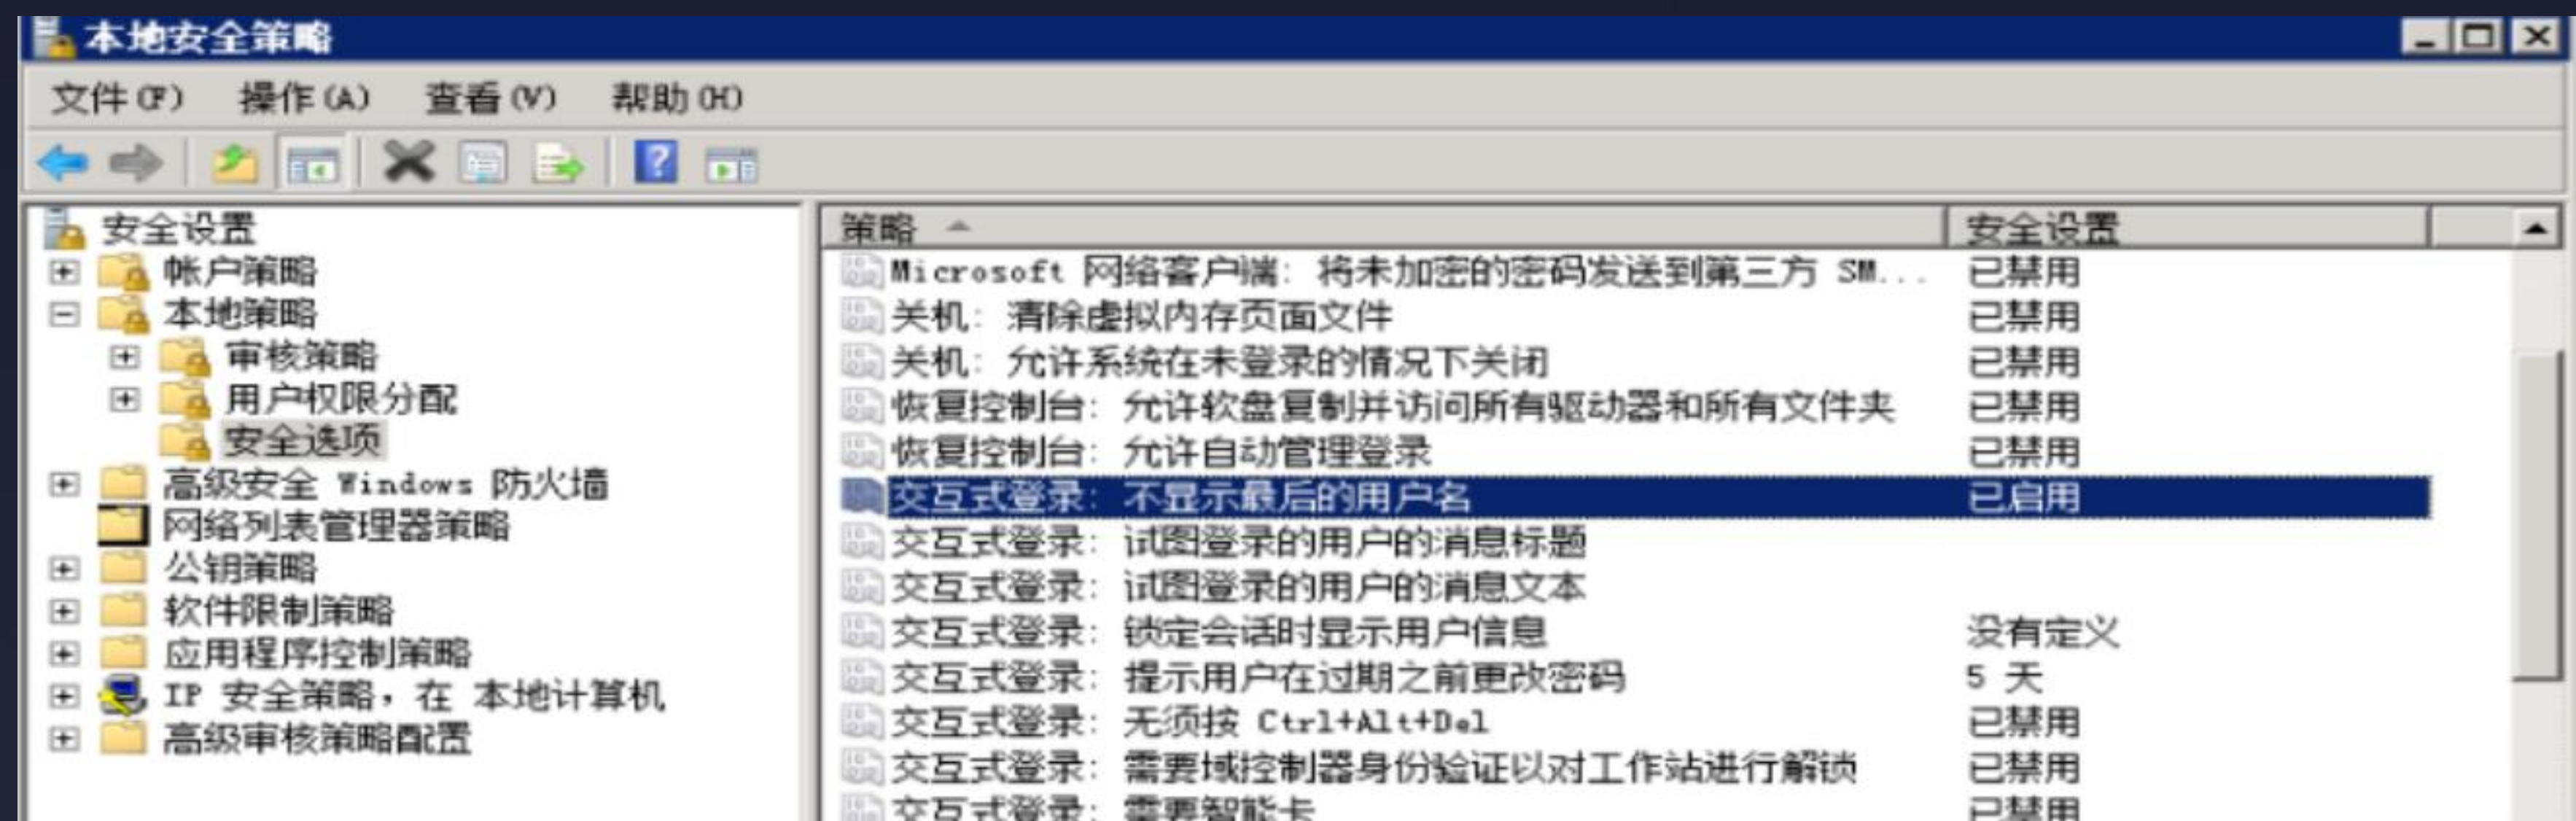 本地安全策略
文件(F) 操作(A) 查看(V) 帮助(H)
安全设置
帐户策略
本地策略
审核策略
用户权限分配
安全选项
高级安全 Windows 防火墙
网络列表管理器策略
公钥策略
软件限制策略
应用程序控制策略
IP 安全策略，在 本地计算机
高级审核策略配置
策略 安全设置
Microsoft 网络客户端: 将未加密的密码发送到第三方 SM... 已禁用
关机: 清除虚拟内存页面文件 已禁用
关机: 允许系统在未登录的情况下关闭 已禁用
恢复控制台: 允许软盘复制并访问所有驱动器和所有文件夹 已禁用
恢复控制台: 允许自动管理登录 已禁用
交互式登录: 不显示最后的用户名 已启用
交互式登录: 试图登录的用户的消息标题
交互式登录: 试图登录的用户的消息文本
交互式登录: 锁定会话时显示用户信息 没有定义
交互式登录: 提示用户在过期之前更改密码 5 天
交互式登录: 无须按 Ctrl+Alt+Del 已禁用
交互式登录: 需要域控制器身份验证以对工作站进行解锁 已禁用
交互式登录: 需要智能卡 已禁用